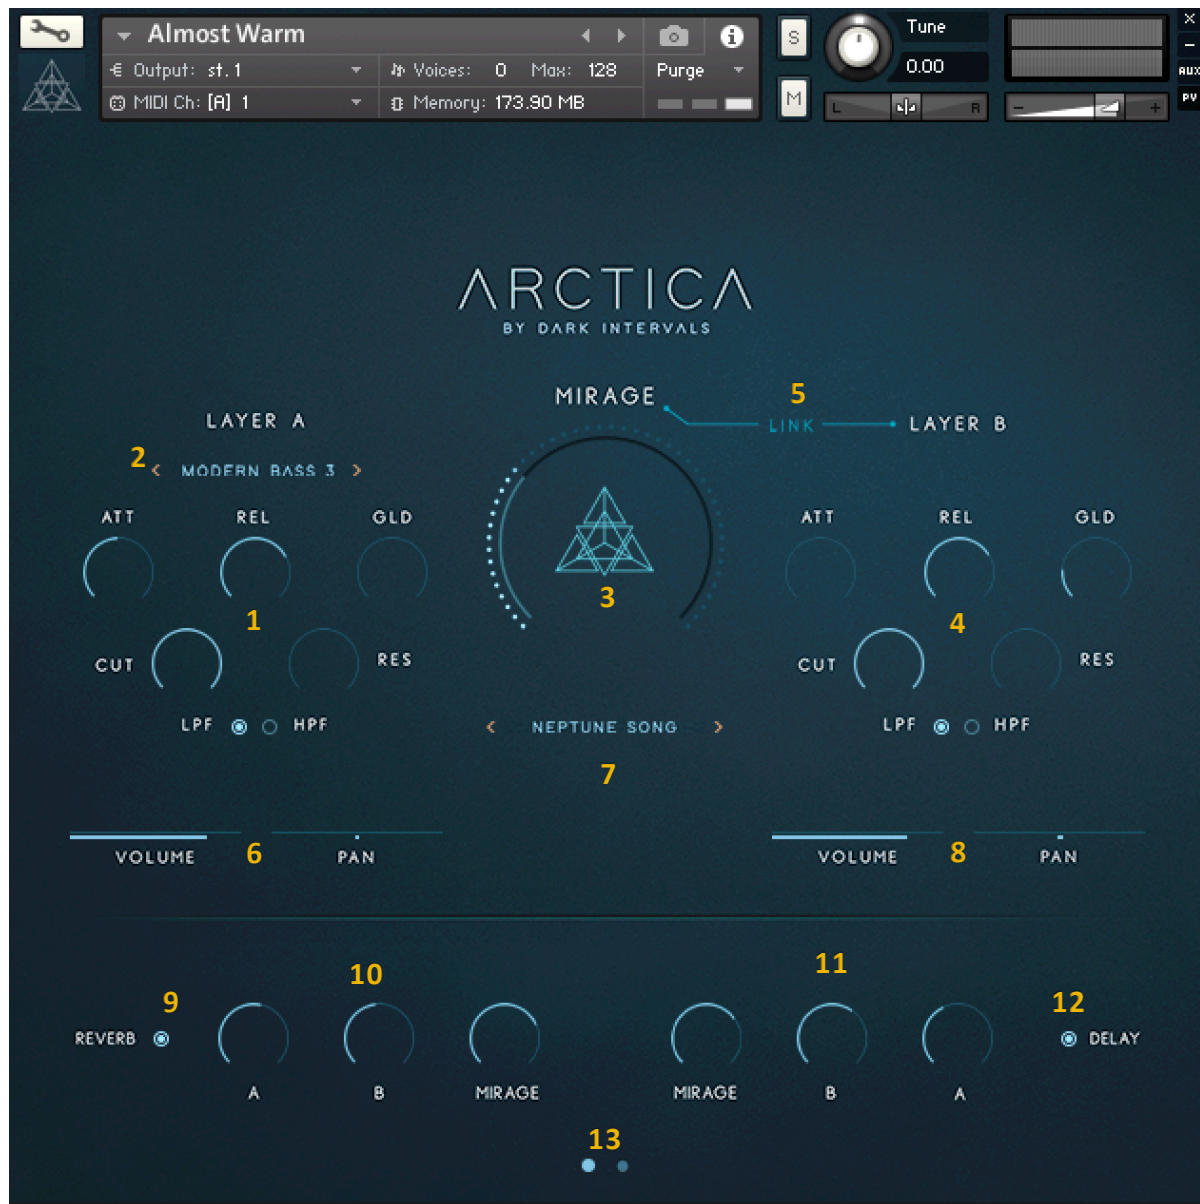 Almost Warm
Output: st.1
Voices: 0 Max: 128
Purge
MIDI Ch: [A] 1
Memory: 173.90 MB
i
S
M
Tune
0.00
L R
- +
X
-
AUX
PV
ARCTICA
BY DARK INTERVALS
MIRAGE
5
LINK
LAYER A
LAYER B
2 < MODERN BASS 3 >
ATT REL GLD
ATT REL GLD
3
1
4
CUT RES
CUT RES
LPF HPF
< NEPTUNE SONG >
LPF HPF
7
VOLUME 6 PAN
VOLUME 8 PAN
10
11
9
12
REVERB
DELAY
A B MIRAGE
MIRAGE B A
13